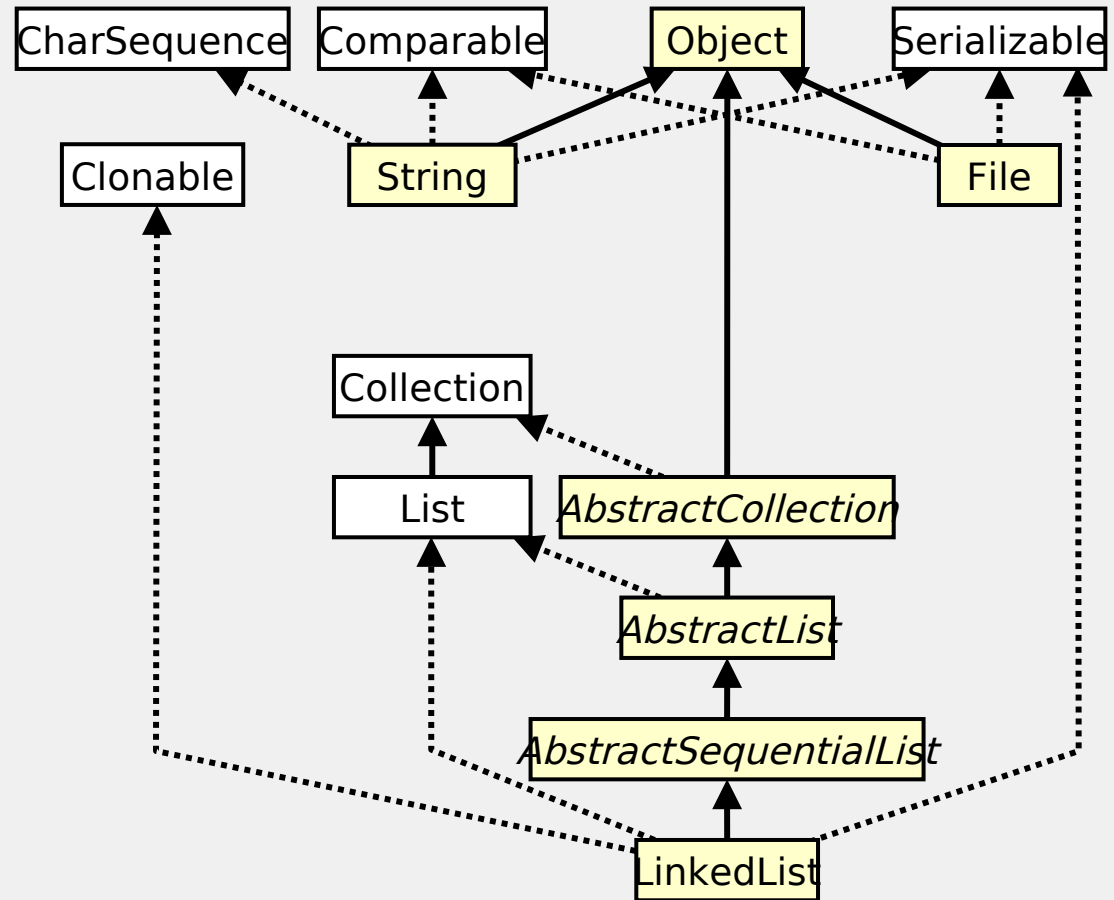 CharSequence
Comparable
Object
Serializable
Clonable
String
File
Collection
List
AbstractCollection
AbstractList
AbstractSequentialList
LinkedList